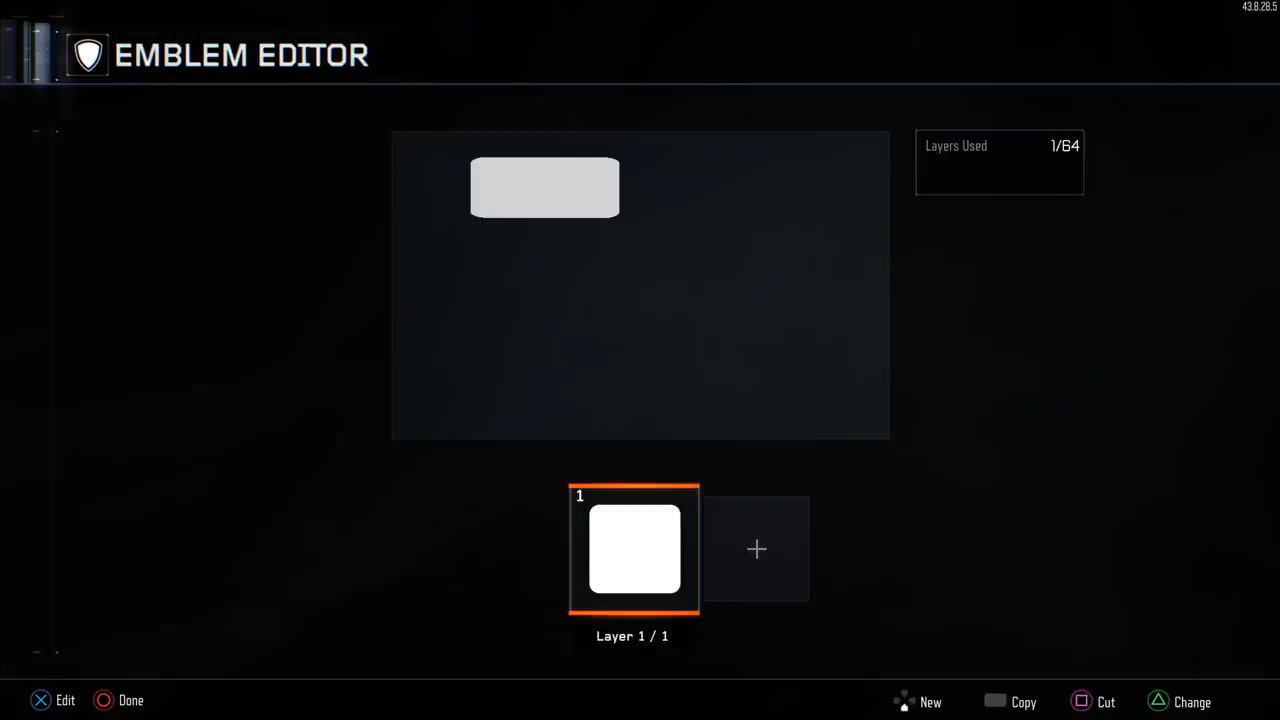 43.8.28.5
EMBLEM EDITOR
Layers Used 1/64
1
Layer 1 / 1
Edit Done New Copy Cut Change